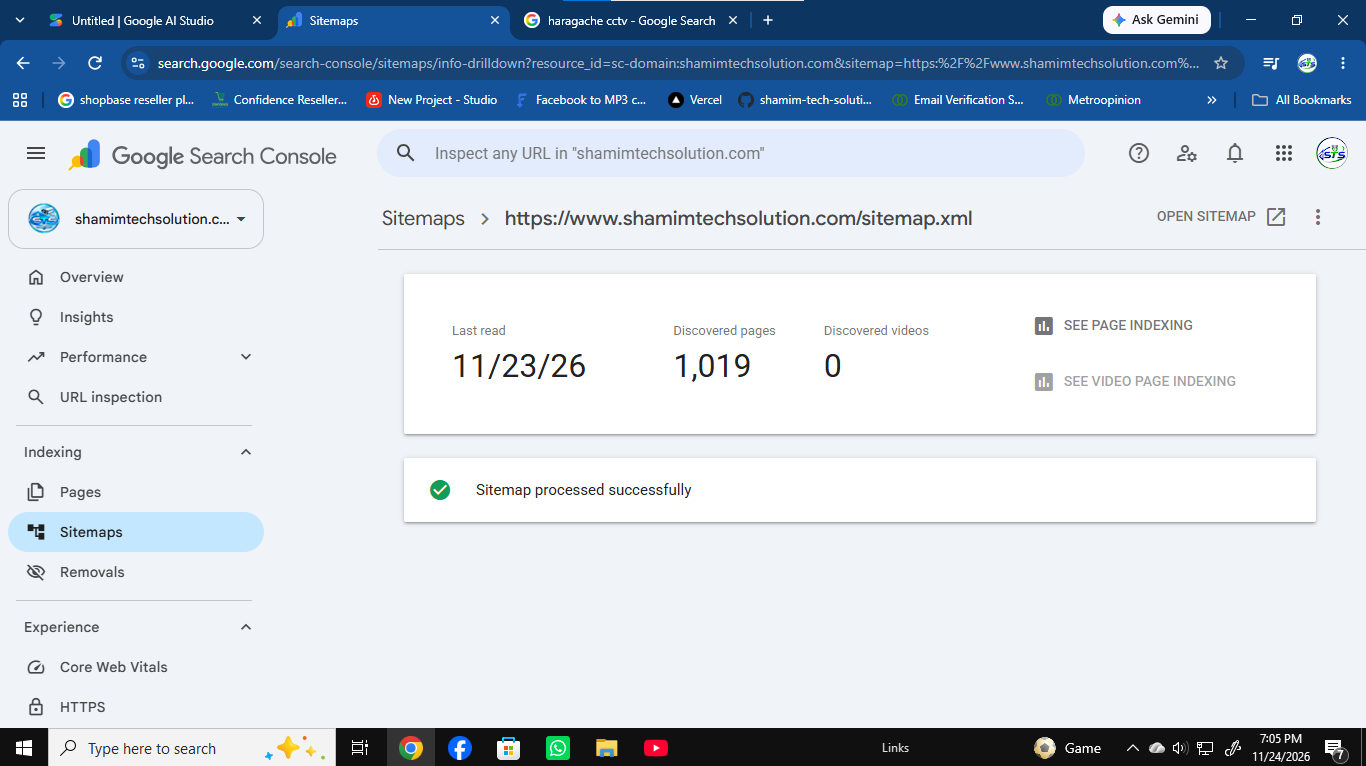 Untitled | Google AI Studio
Sitemaps
haragache cctv - Google Search
Ask Gemini
search.google.com/search-console/sitemaps/info-drilldown?resource_id=sc-domain:shamimtechsolution.com&sitemap=https:%2F%2Fwww.shamimtechsolution.com%...
shopbase reseller pl...
Confidence Reseller...
New Project - Studio
Facebook to MP3 c...
Vercel
shamim-tech-soluti...
Email Verification S...
Metroopinion
»
All Bookmarks
Google Search Console
Inspect any URL in "shamimtechsolution.com"
STS
shamimtechsolution.c...
Sitemaps > https://www.shamimtechsolution.com/sitemap.xml
OPEN SITEMAP
Overview
Insights
Performance
URL inspection
Indexing
Pages
Sitemaps
Removals
Experience
Core Web Vitals
HTTPS
Last read
11/23/26
Discovered pages
1,019
Discovered videos
0
SEE PAGE INDEXING
SEE VIDEO PAGE INDEXING
Sitemap processed successfully
Type here to search
Links
Game
7:05 PM
11/24/2026
7